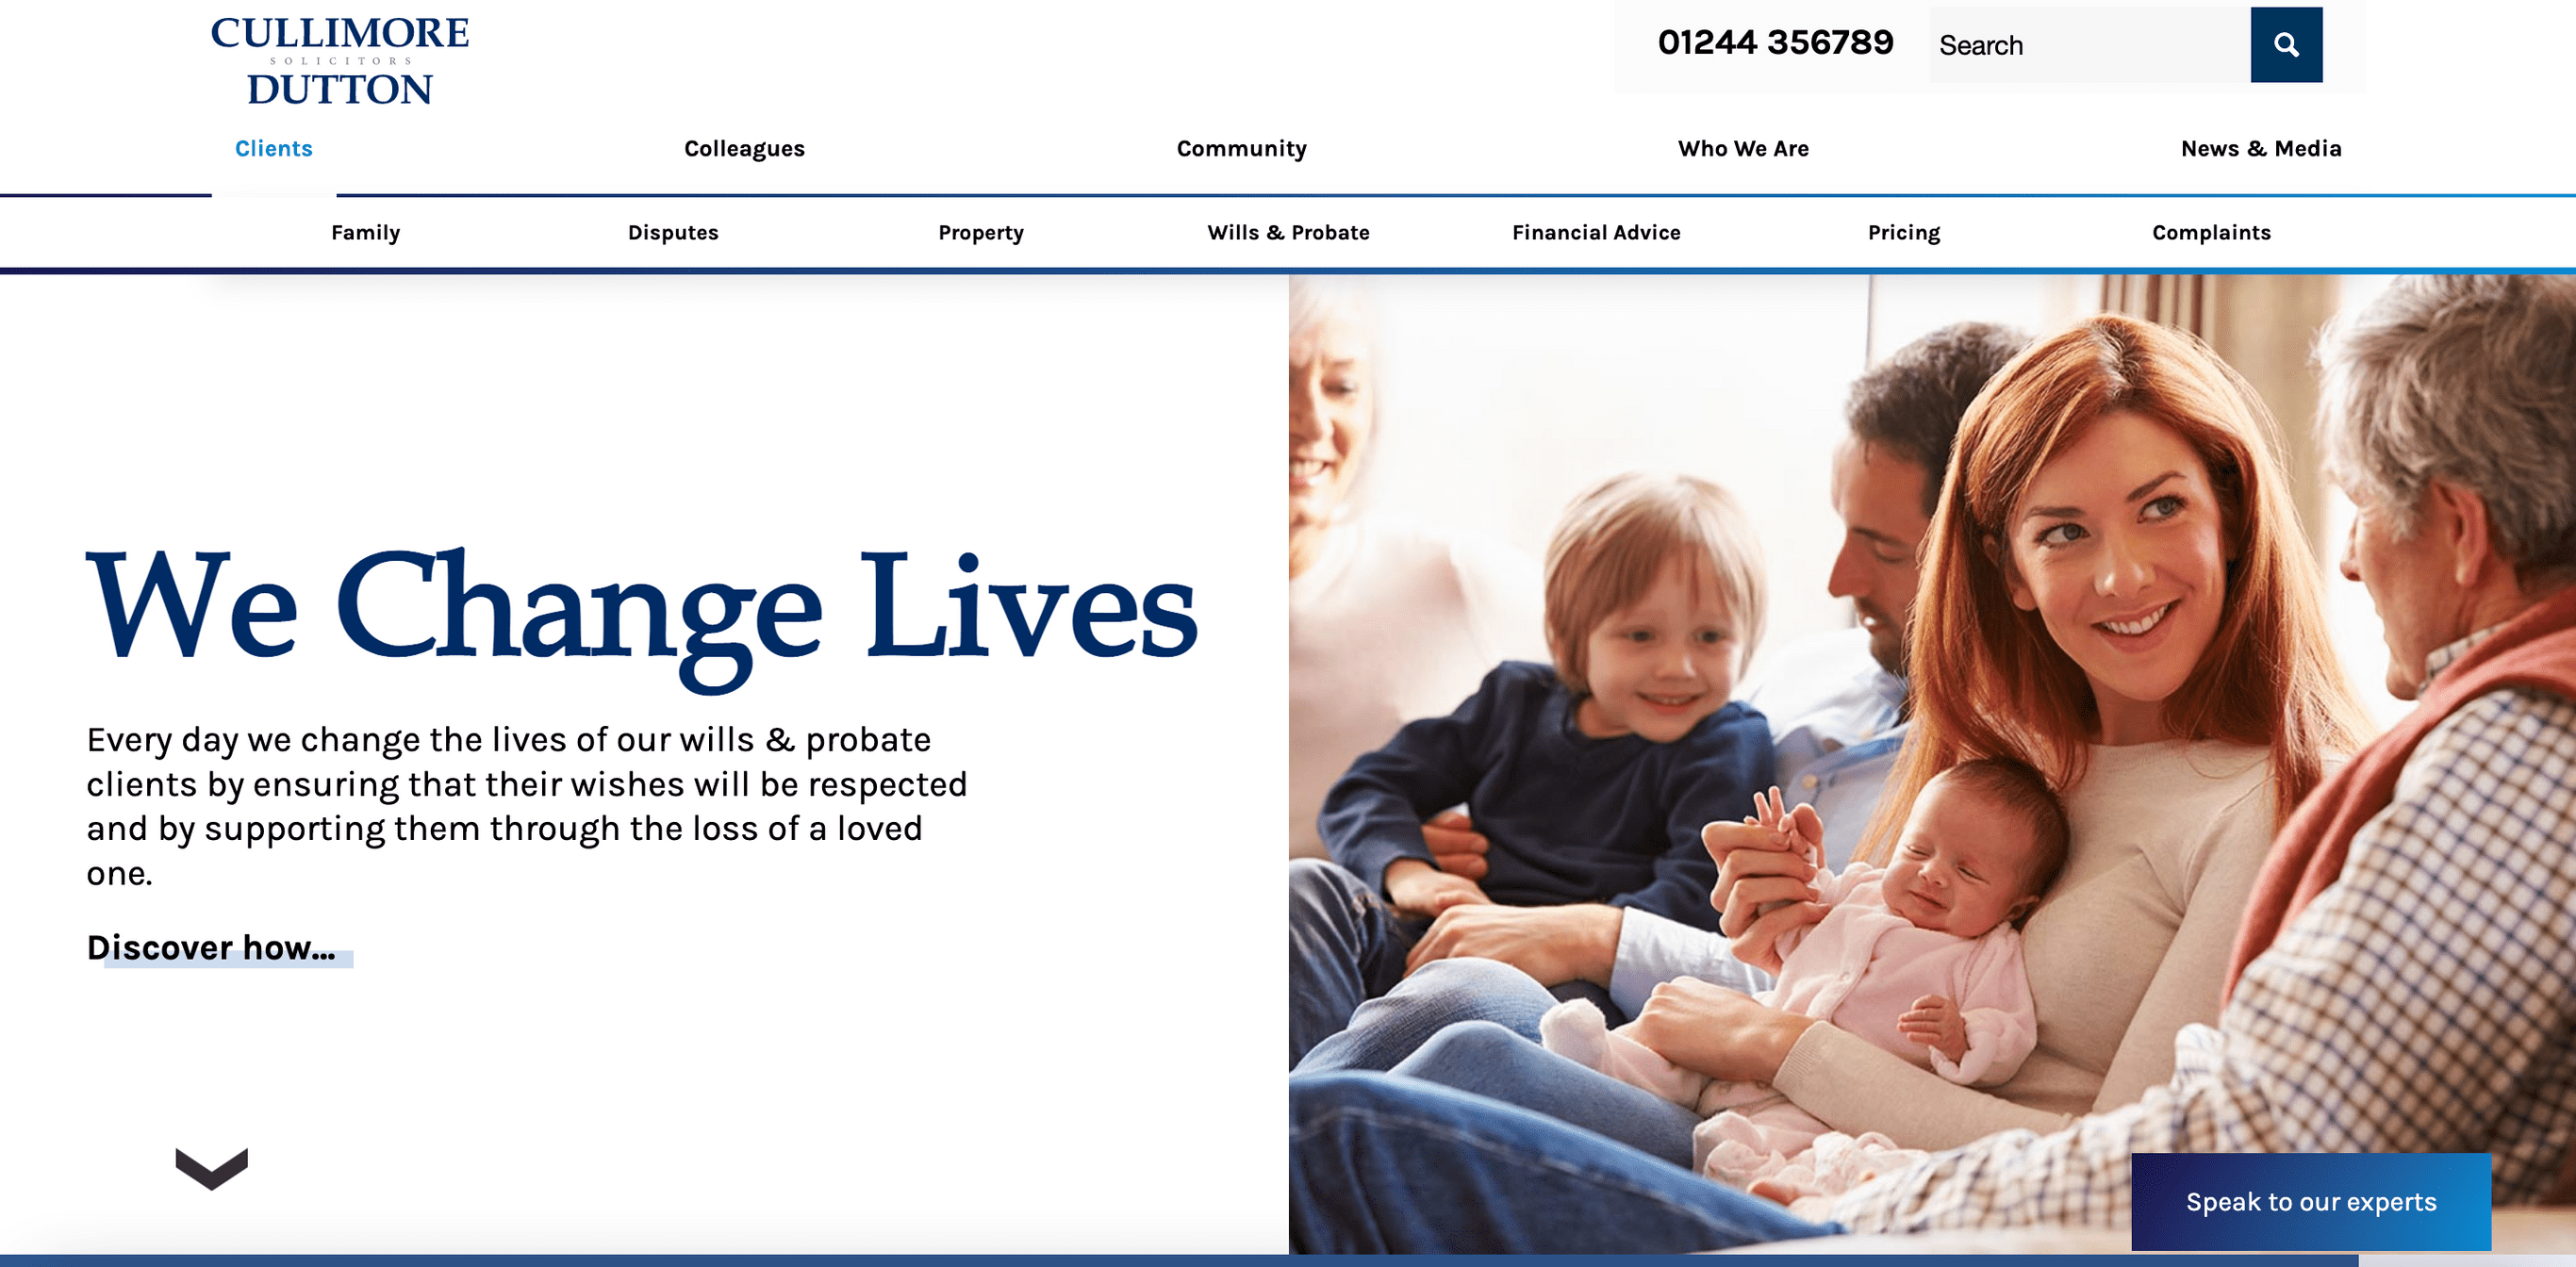 CULLIMORE
SOLICITORS
DUTTON
01244 356789
Search
Clients
Colleagues
Community
Who We Are
News & Media
Family
Disputes
Property
Wills & Probate
Financial Advice
Pricing
Complaints
We Change Lives
Every day we change the lives of our wills & probate
clients by ensuring that their wishes will be respected
and by supporting them through the loss of a loved
one.
Discover how...
Speak to our experts